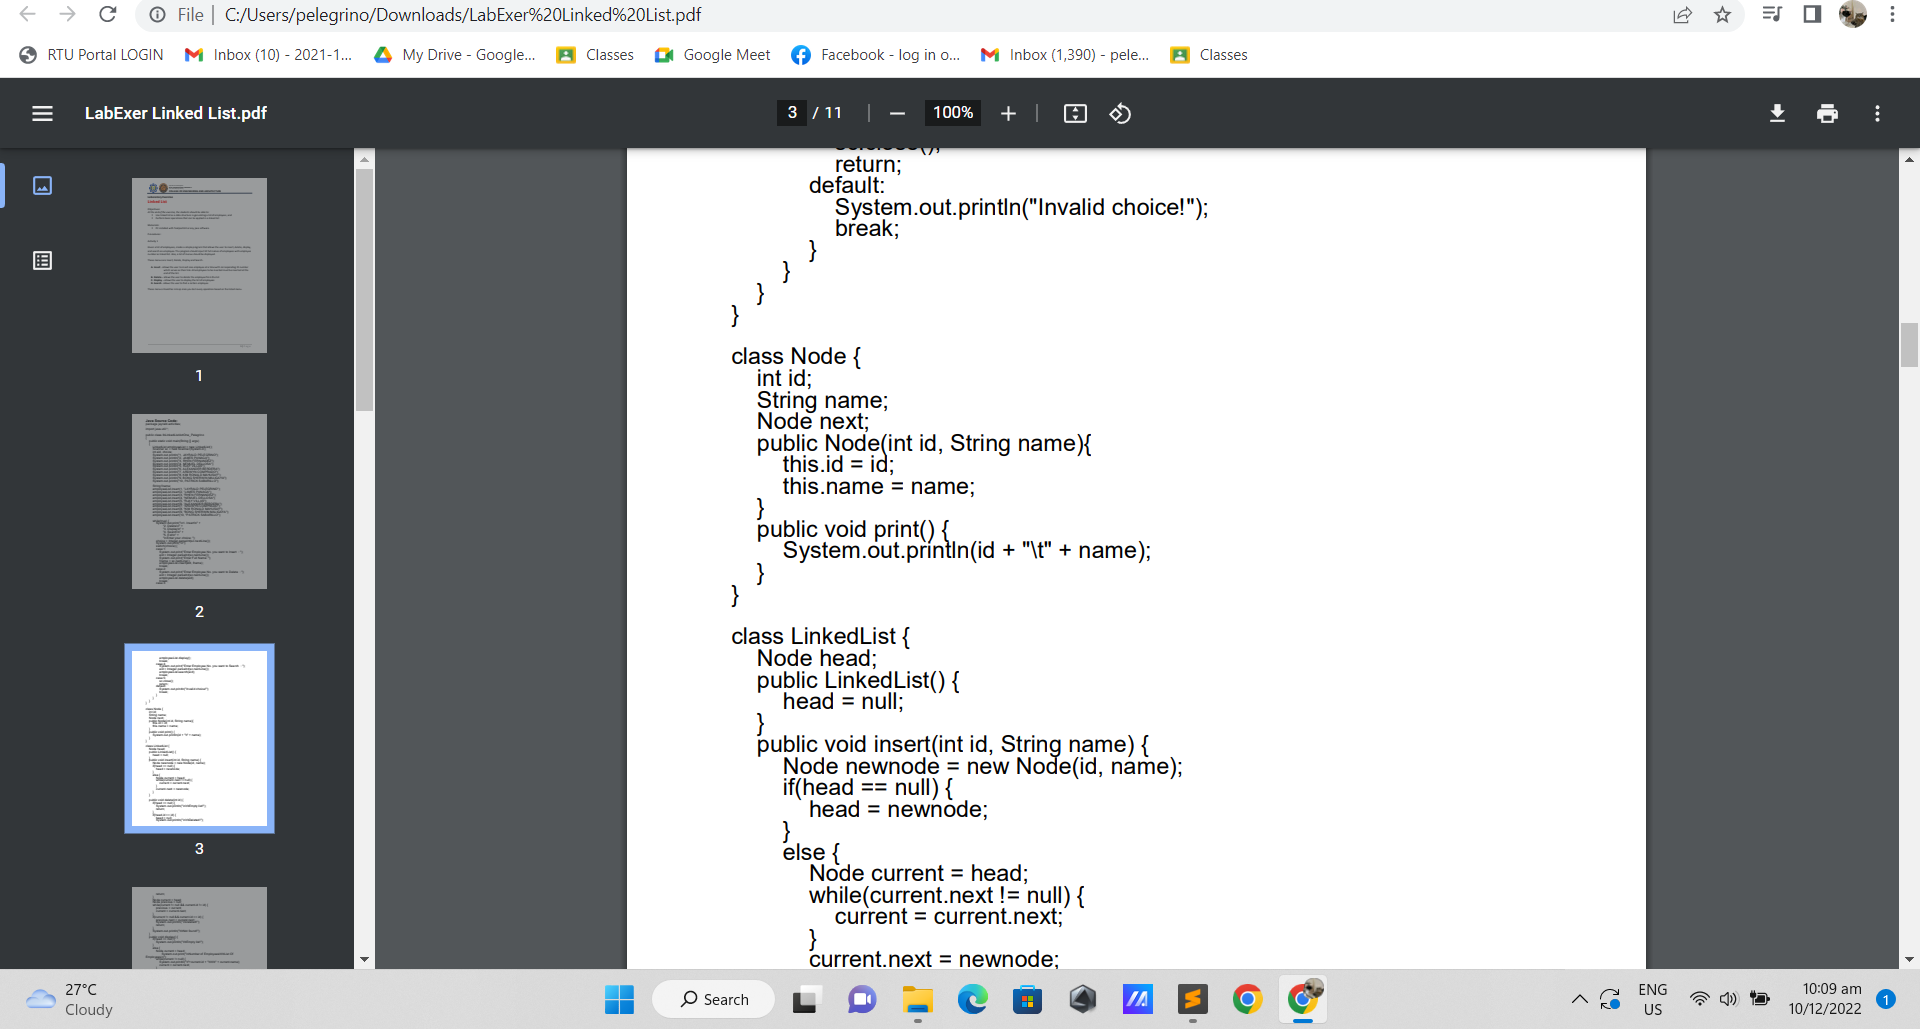 File | C:/Users/pelegrino/Downloads/LabExer%20Linked%20List.pdf
RTU Portal LOGIN
Inbox (10) - 2021-1...
My Drive - Google...
Classes
Google Meet
Facebook - log in o...
Inbox (1,390) - pele...
Classes
LabExer Linked List.pdf
3 / 11
100%
return;
default:
System.out.println("Invalid choice!");
break;
}
}
}
}
class Node {
int id;
String name;
Node next;
public Node(int id, String name){
this.id = id;
this.name = name;
}
public void print() {
System.out.println(id + "\t" + name);
}
}
class LinkedList {
Node head;
public LinkedList() {
head = null;
}
public void insert(int id, String name) {
Node newnode = new Node(id, name);
if(head == null) {
head = newnode;
}
else {
Node current = head;
while(current.next != null) {
current = current.next;
}
current.next = newnode;
1
2
3
27°C
Cloudy
Search
ENG
US
10:09 am
10/12/2022
1